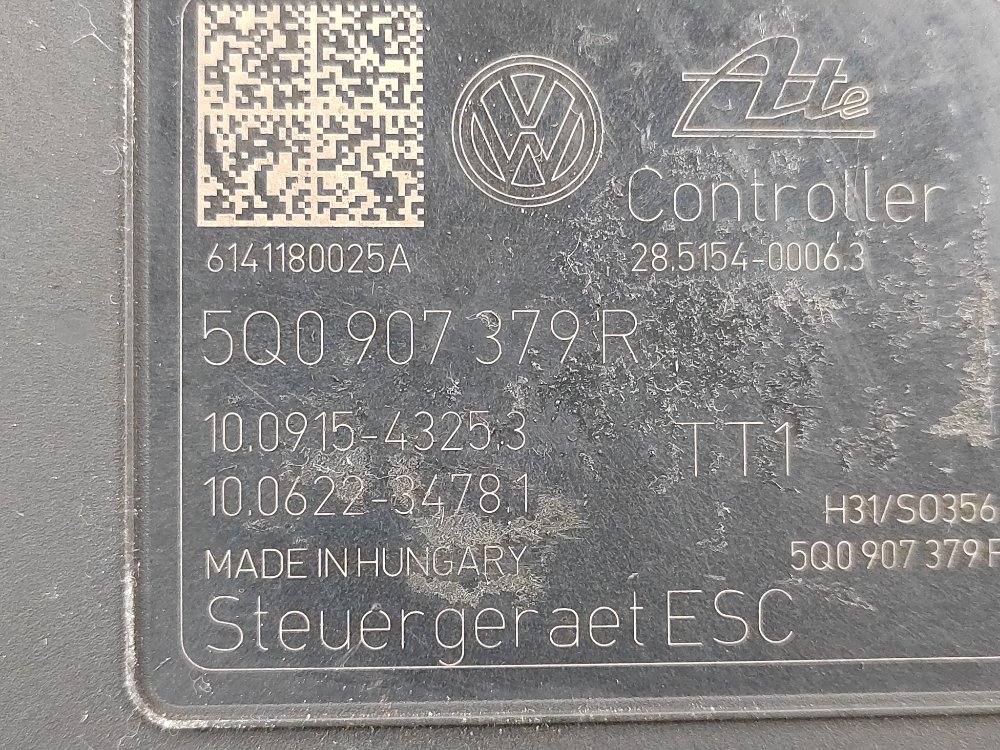 Ate
Controller
6141180025A
28.5154-0006.3
5Q0 907 379 R
10.0915-4325.3
TT1
10.0622-3478.1
H31/S0356
MADE IN HUNGARY
5Q0 907 379
Steuergeraet ESC